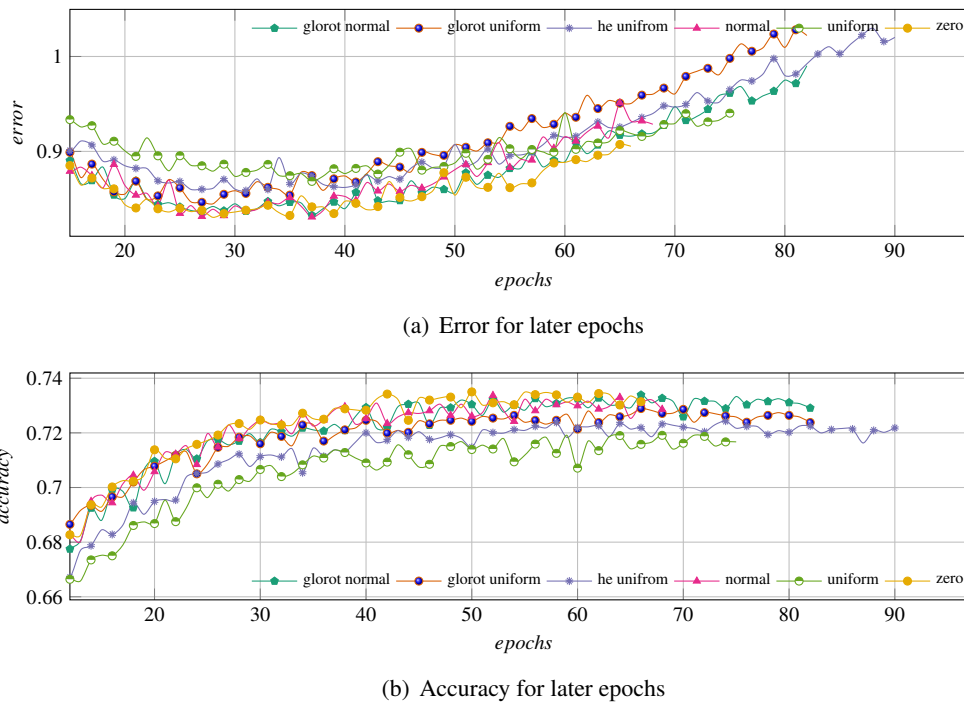 1
0.9
error
glorot normal glorot uniform he unifrom normal uniform zero
20 30 40 50 60 70 80 90
epochs
(a) Error for later epochs
0.74
0.72
0.7
0.68
0.66
accuracy
glorot normal glorot uniform he unifrom normal uniform zero
20 30 40 50 60 70 80 90
epochs
(b) Accuracy for later epochs